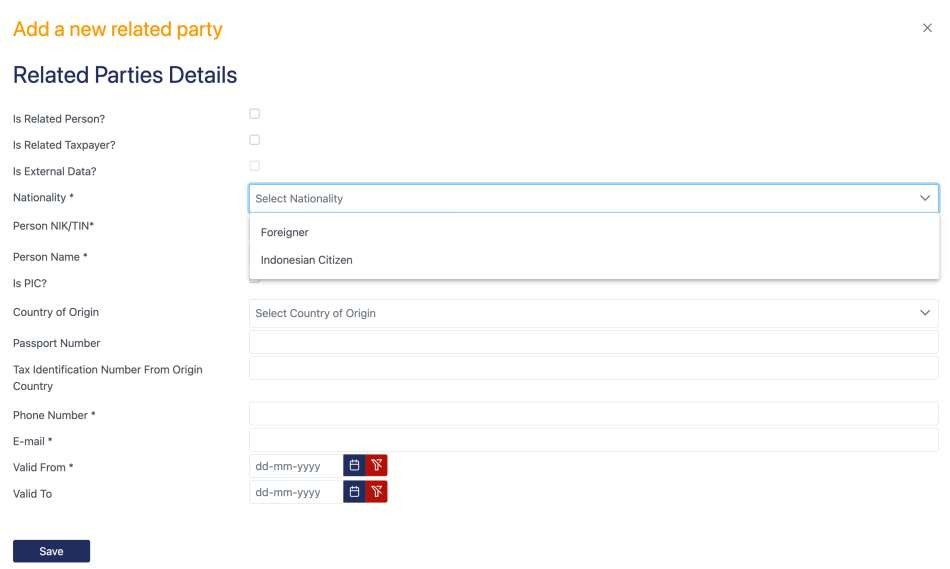 Add a new related party
Related Parties Details
Is Related Person?
Is Related Taxpayer?
Is External Data?
Nationality *
Select Nationality
Foreigner
Indonesian Citizen
Person NIK/TIN*
Person Name *
Is PIC?
Country of Origin
Select Country of Origin
Passport Number
Tax Identification Number From Origin
Country
Phone Number *
E-mail *
Valid From *
dd-mm-yyyy
Valid To
dd-mm-yyyy
Save